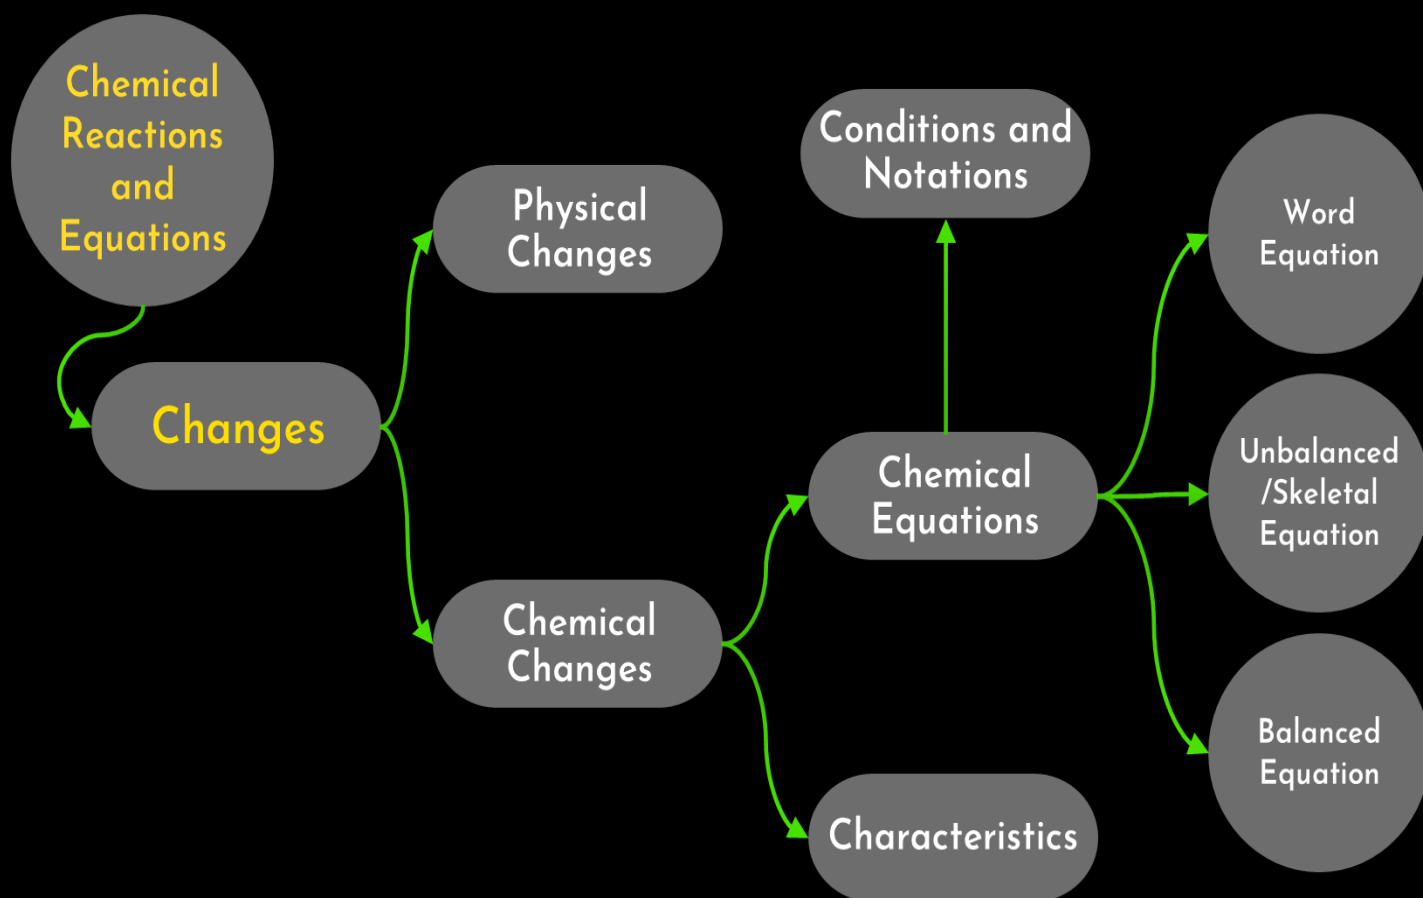 Chemical
Reactions
and
Equations
Changes
Physical
Changes
Chemical
Changes
Conditions and
Notations
Chemical
Equations
Characteristics
Word
Equation
Unbalanced
/Skeletal
Equation
Balanced
Equation